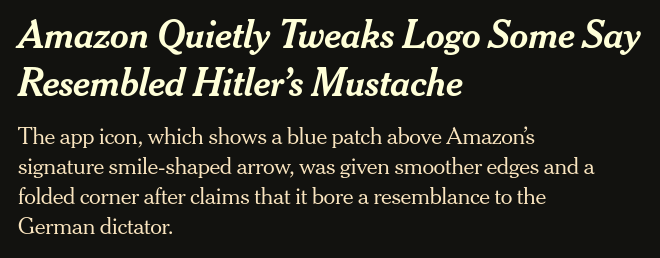 Amazon Quietly Tweaks Logo Some Say
Resembled Hitler’s Mustache
The app icon, which shows a blue patch above Amazon’s
signature smile-shaped arrow, was given smoother edges and a
folded corner after claims that it bore a resemblance to the
German dictator.